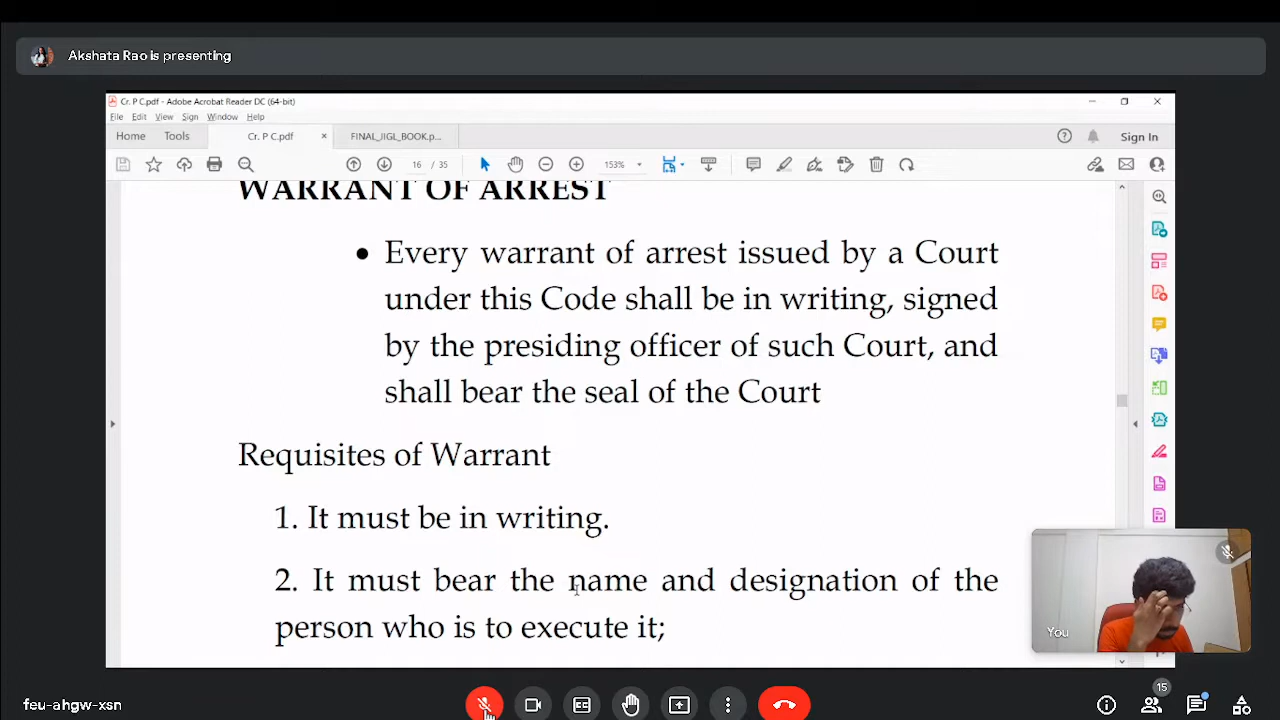 Akshata Rao is presenting
Cr. P C.pdf - Adobe Acrobat Reader DC (64-bit)
File Edit View Sign Window Help
Home Tools Cr. P C.pdf × FINAL_JIGL_BOOK.p... Sign In
16 / 35 153%
WARRANT OF ARREST
• Every warrant of arrest issued by a Court
under this Code shall be in writing, signed
by the presiding officer of such Court, and
shall bear the seal of the Court
Requisites of Warrant
1. It must be in writing.
2. It must bear the name and designation of the
person who is to execute it;
You
15
feu-ahgw-xsn